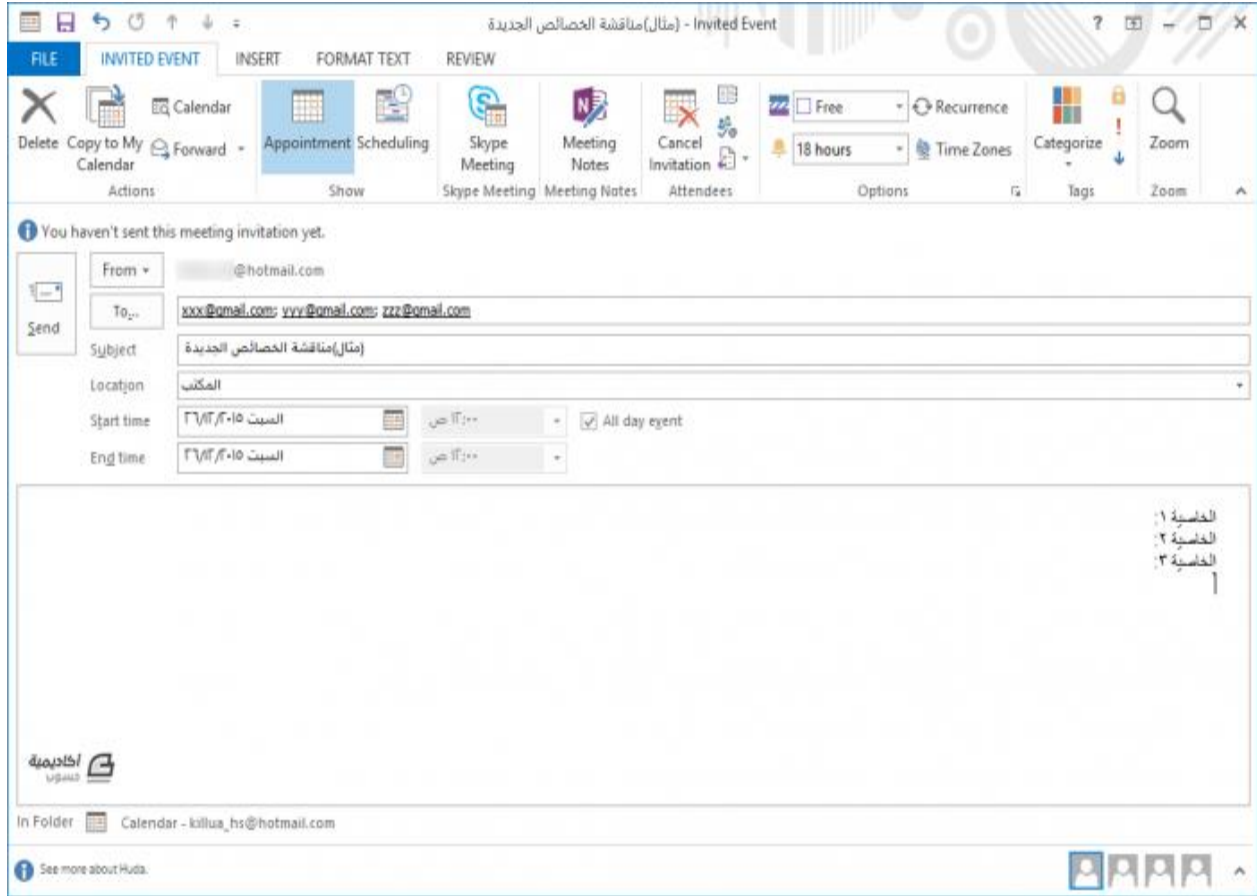 مناقشة الخصائص الجديدة(مثال) - Invited Event
FILE INVITED EVENT INSERT FORMAT TEXT REVIEW
Delete
Copy to My Calendar
Calendar
Forward
Actions
Appointment
Scheduling
Show
Skype Meeting
Skype Meeting
Meeting Notes
Meeting Notes
Cancel Invitation
Attendees
Free
18 hours
Recurrence
Time Zones
Options
Categorize
Tags
Zoom
Zoom
You haven't sent this meeting invitation yet.
Send
From @hotmail.com
To... xxx@gmail.com; yyy@gmail.com; zzz@gmail.com
Subject مناقشة الخصائص الجديدة(مثال)
Location المكتب
Start time السبت ٢٦/١٢/٢٠١٥ ١٢:٠٠ ص All day event
End time السبت ٢٦/١٢/٢٠١٥ ١٢:٠٠ ص
الخاصية ١:
الخاصية ٢:
الخاصية ٣:
أكاديمية
حسوب
In Folder Calendar - killua_hs@hotmail.com
See more about Huda.